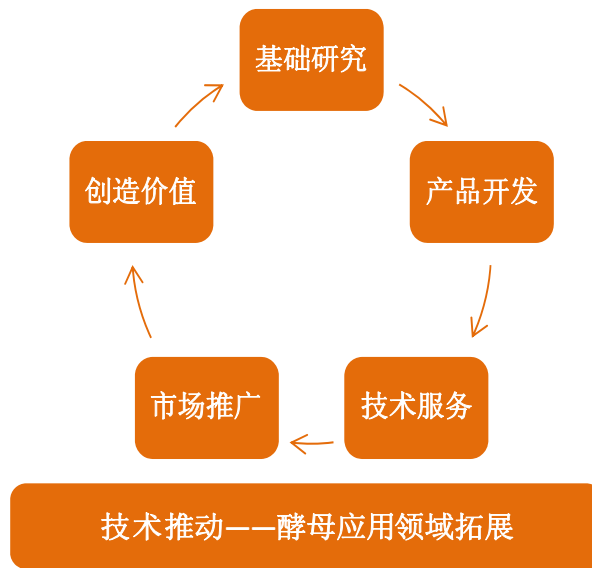 基础研究
创造价值
产品开发
市场推广
技术服务
技术推动——酵母应用领域拓展